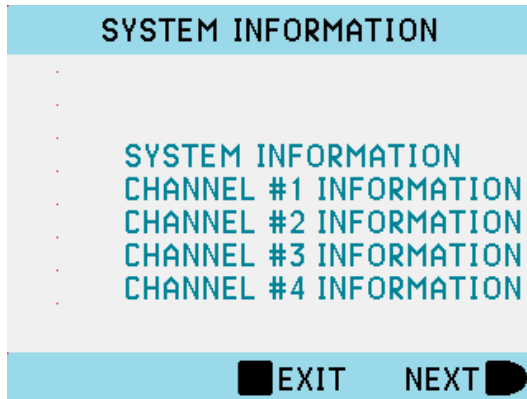 SYSTEM INFORMATION
SYSTEM INFORMATION
CHANNEL #1 INFORMATION
CHANNEL #2 INFORMATION
CHANNEL #3 INFORMATION
CHANNEL #4 INFORMATION
EXIT NEXT